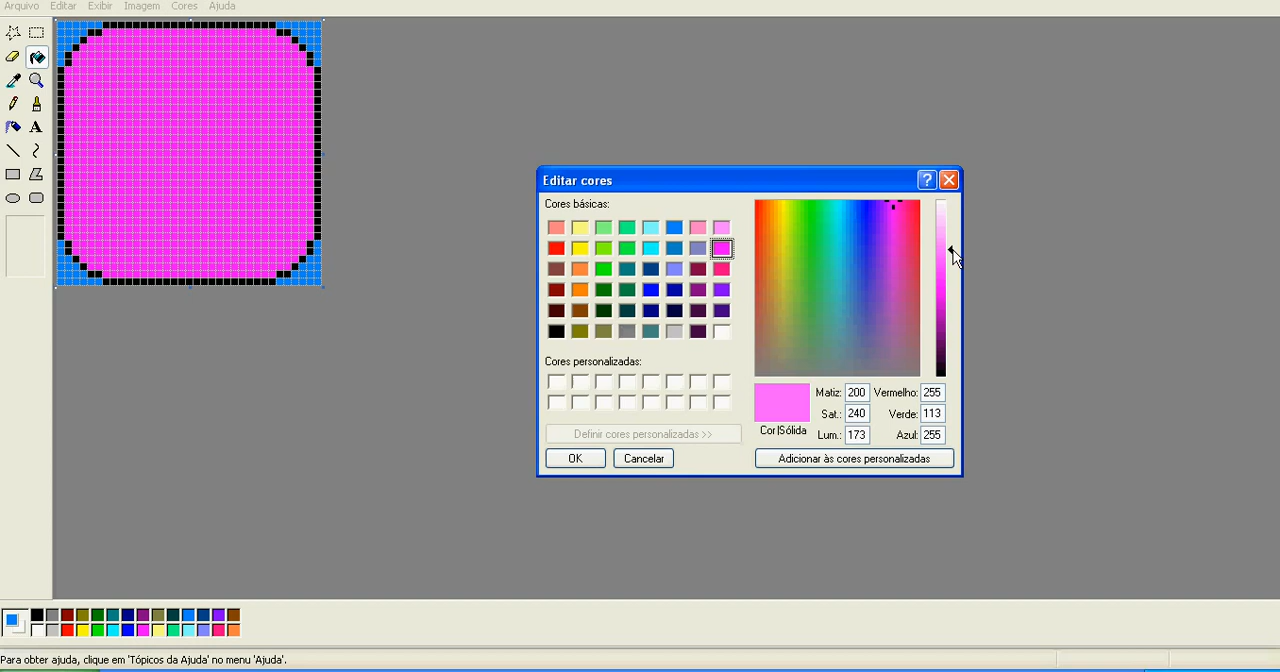 Arquivo Editar Exibir Imagem Cores Ajuda
A
Editar cores
?
Cores básicas:
Cores personalizadas:
Definir cores personalizadas >>
OK Cancelar
Cor|Sólida
Matiz: 200 Vermelho: 255
Sat.: 240 Verde: 113
Lum.: 173 Azul: 255
Adicionar às cores personalizadas
Para obter ajuda, clique em 'Tópicos da Ajuda' no menu 'Ajuda'.